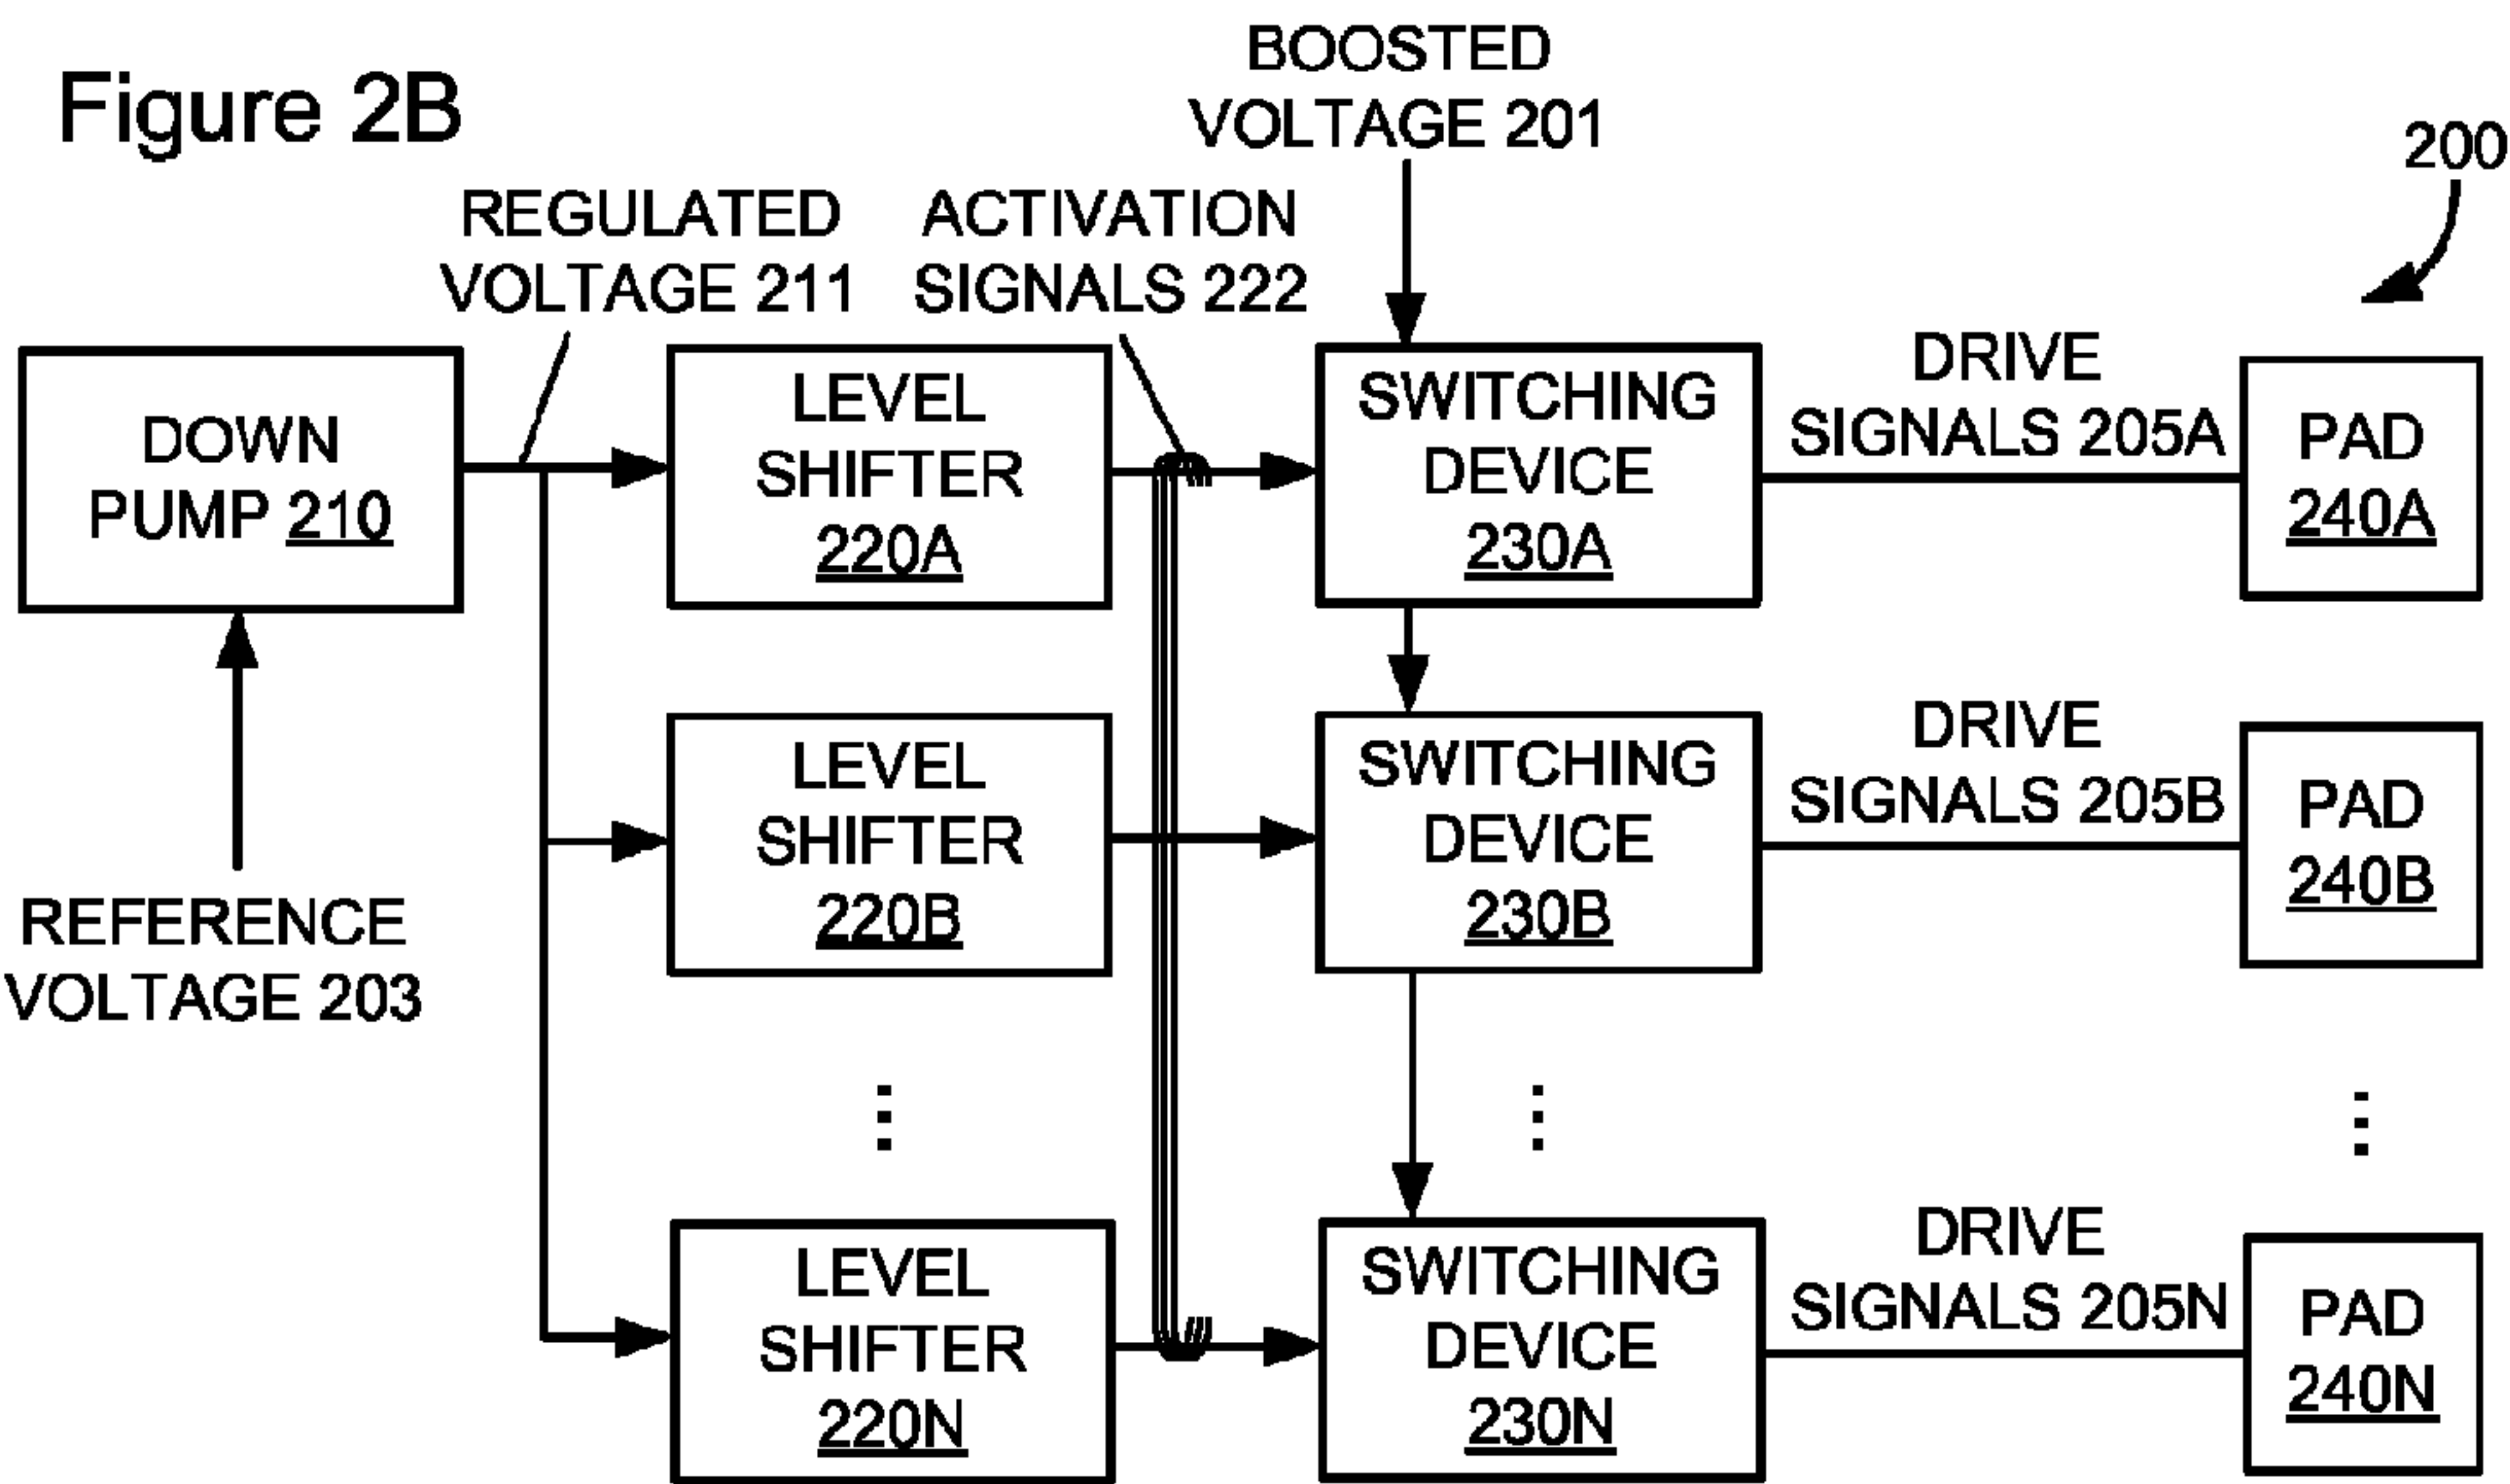 Figure 2B
BOOSTED
VOLTAGE 201
200
REGULATED
VOLTAGE 211
ACTIVATION
SIGNALS 222
DOWN
PUMP 210
LEVEL
SHIFTER
220A
SWITCHING
DEVICE
230A
DRIVE
SIGNALS 205A
PAD
240A
REFERENCE
VOLTAGE 203
LEVEL
SHIFTER
220B
SWITCHING
DEVICE
230B
DRIVE
SIGNALS 205B
PAD
240B
LEVEL
SHIFTER
220N
SWITCHING
DEVICE
230N
DRIVE
SIGNALS 205N
PAD
240N